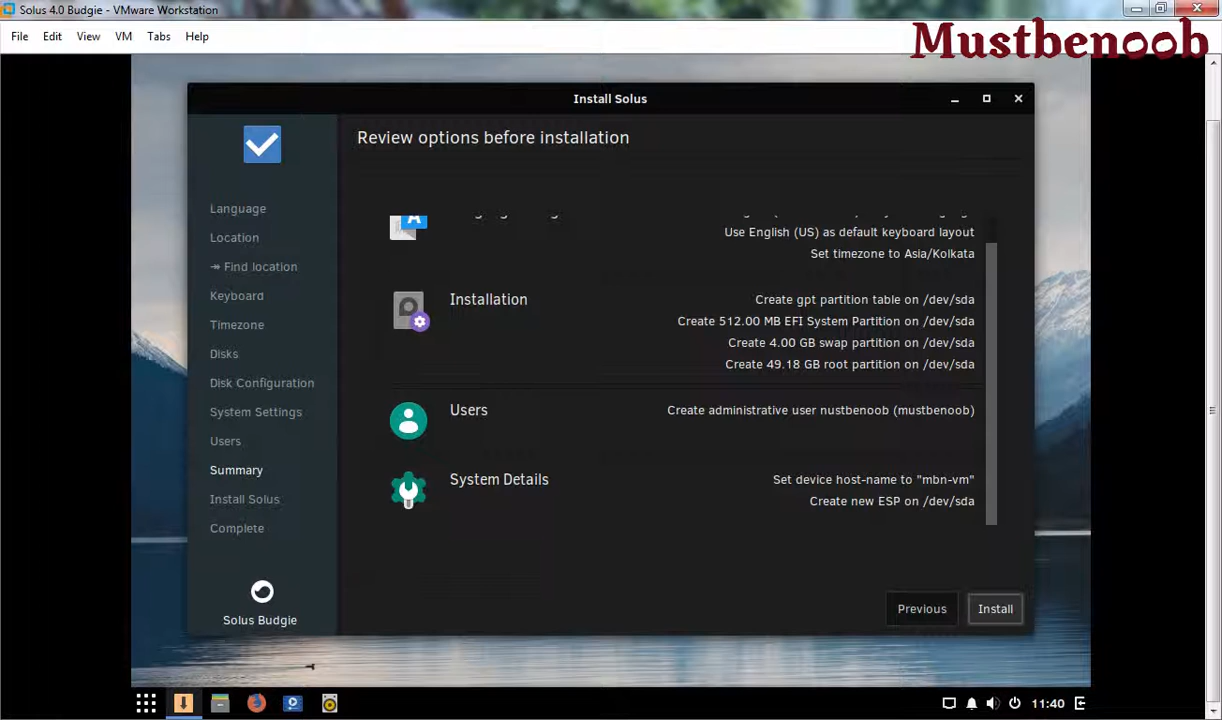 Solus 4.0 Budgie - VMware Workstation
File Edit View VM Tabs Help
Mustbenoob
Install Solus
Review options before installation
Language
Location
↠ Find location
Keyboard
Timezone
Disks
Disk Configuration
System Settings
Users
Summary
Install Solus
Complete
Solus Budgie
A
Use English (US) as default keyboard layout
Set timezone to Asia/Kolkata
Installation
Create gpt partition table on /dev/sda
Create 512.00 MB EFI System Partition on /dev/sda
Create 4.00 GB swap partition on /dev/sda
Create 49.18 GB root partition on /dev/sda
Users
Create administrative user nustbenoob (mustbenoob)
System Details
Set device host-name to "mbn-vm"
Create new ESP on /dev/sda
Previous Install
11:40